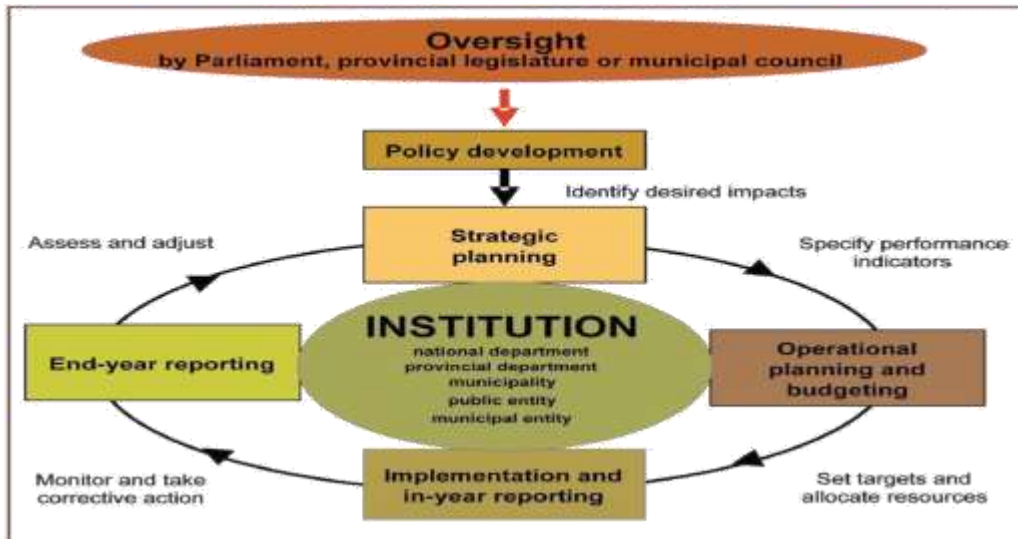 Oversight
by Parliament, provincial legislature or municipal council
Policy development
Identify desired impacts
Strategic
planning
Assess and adjust
Specify performance
indicators
INSTITUTION
national department
provincial department
municipality
public entity
municipal entity
End-year reporting
Operational
planning and
budgeting
Implementation and
in-year reporting
Monitor and take
corrective action
Set targets and
allocate resources